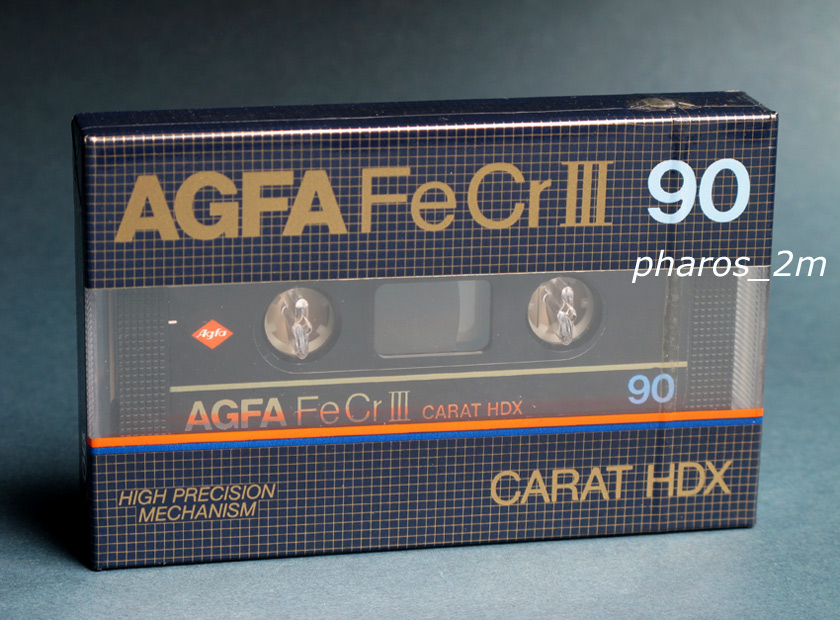 AGFA FeCr III 90
pharos_2m
Agfa
90
AGFA FeCr III CARAT HDX
HIGH PRECISION
MECHANISM
CARAT HDX